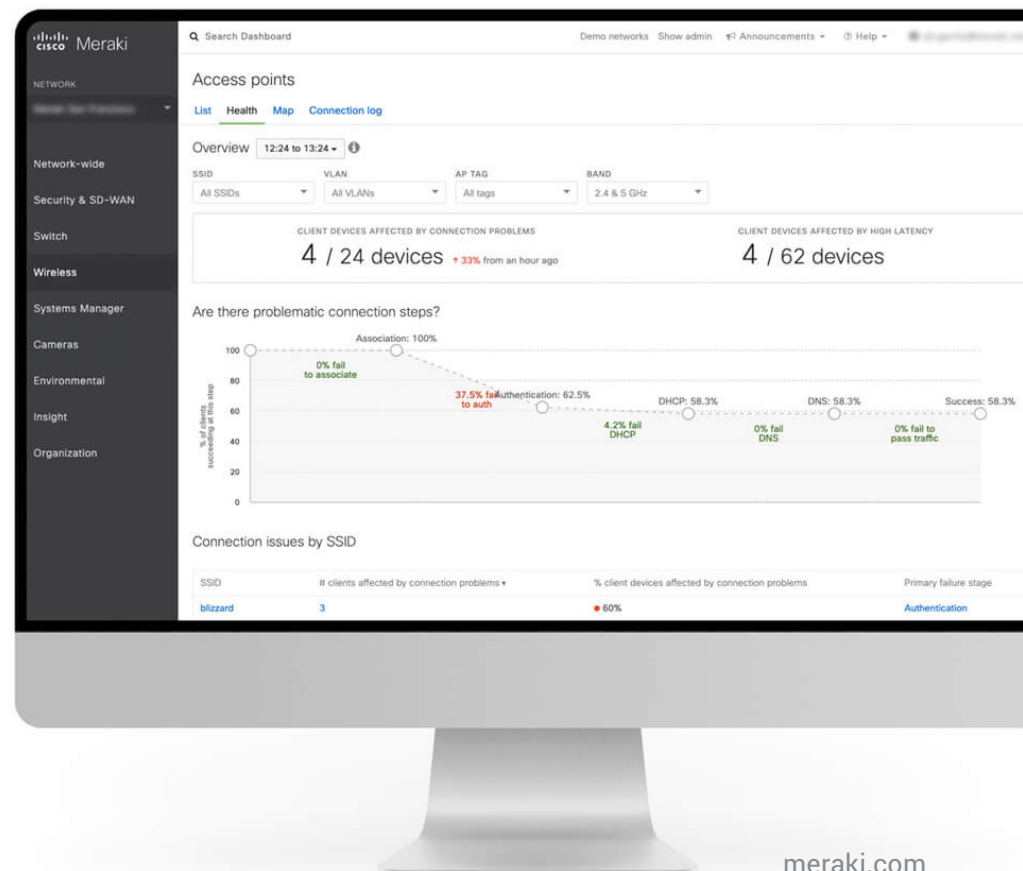 CISCO Meraki
Search Dashboard
Demo networks Show admin Announcements Help
NETWORK
Network-wide
Security & SD-WAN
Switch
Wireless
Systems Manager
Cameras
Environmental
Insight
Organization
Access points
List Health Map Connection log
Overview 12:24 to 13:24
SSID VLAN AP TAG BAND
All SSIDs All VLANs All tags 2.4 & 5 GHz
CLIENT DEVICES AFFECTED BY CONNECTION PROBLEMS
4 / 24 devices 33% from an hour ago
CLIENT DEVICES AFFECTED BY HIGH LATENCY
4 / 62 devices
Are there problematic connection steps?
% of clients
succeeding at this step
100
80
60
40
20
0
Association: 100%
0% fail
to associate
37.5% fail
to auth
Authentication: 62.5%
4.2% fail
DHCP
DHCP: 58.3%
0% fail
DNS
DNS: 58.3%
0% fail to
pass traffic
Success: 58.3%
Connection issues by SSID
SSID # clients affected by connection problems % client devices affected by connection problems Primary failure stage
blizzard 3 60% Authentication
meraki.com